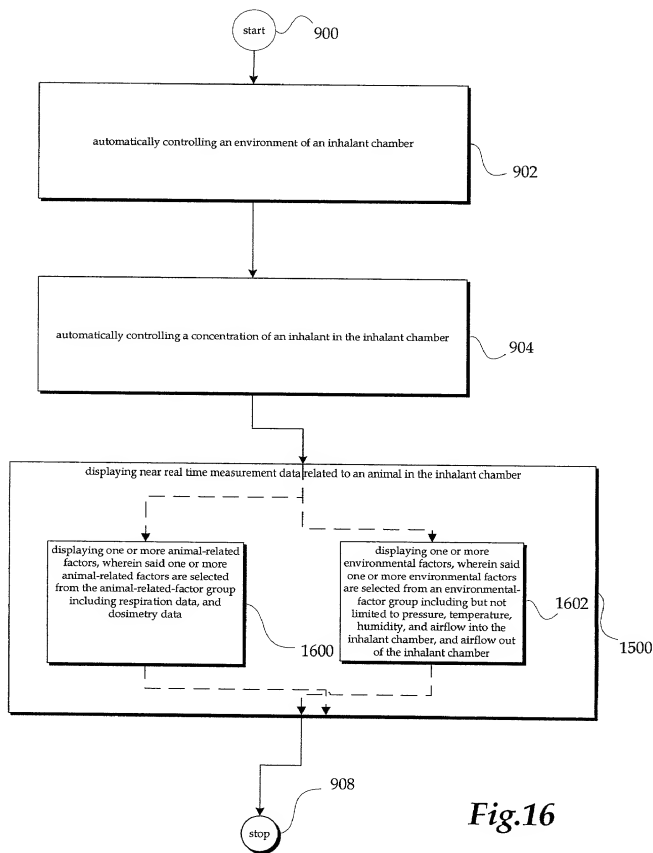 start
900
automatically controlling an environment of an inhalant chamber
902
automatically controlling a concentration of an inhalant in the inhalant chamber
904
displaying near real time measurement data related to an animal in the inhalant chamber
displaying one or more animal-related
factors, wherein said one or more
animal-related factors are selected
from the animal-related-factor group
including respiration data, and
dosimetry data
1600
displaying one or more
environmental factors, wherein said
one or more environmental factors
are selected from an environmental-
factor group including but not
limited to pressure, temperature,
humidity, and airflow into the
inhalant chamber, and airflow out
of the inhalant chamber
1602
1500
908
stop
Fig.16